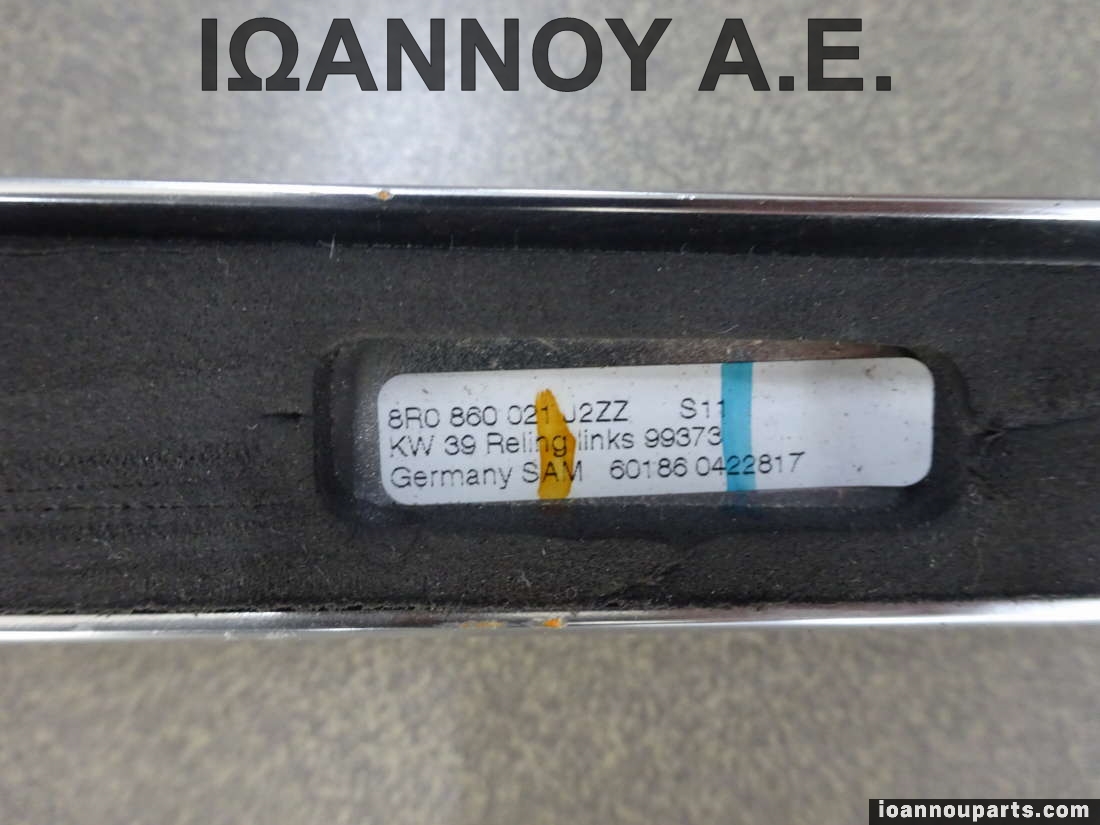 ΙΩΑΝΝΟΥ Α.Ε.
8R0 860 021 J2ZZ S11
KW 39 Reling links 99373
Germany SAM 60186 0422817
ioannouparts.com